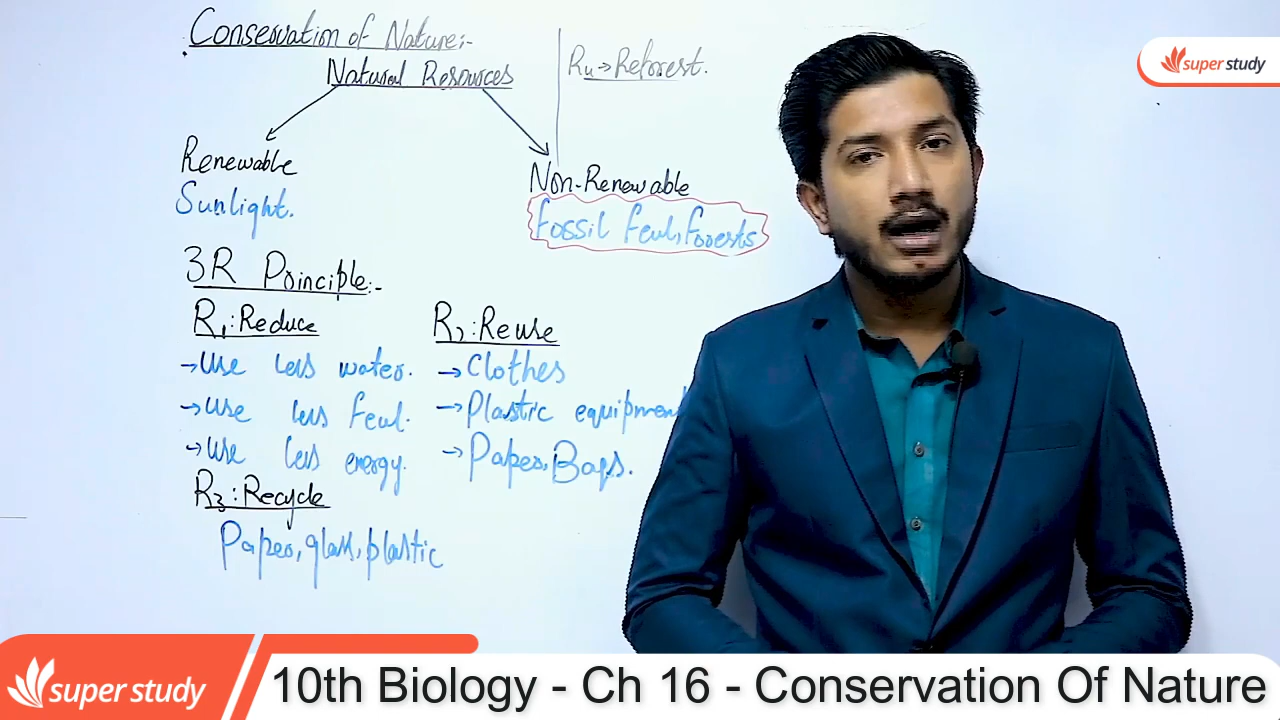 Conservation of Nature:-
Natural Resources
R4→Reforest.
super study
Renewable
Sunlight.
Non-Renewable
Fossil Feul, Forests
3R Principle:-
R1:Reduce
→Use less water.
→Use less Feul.
→Use less energy.
R2:Reuse
→Clothes
→Plastic equipment
→Paper, Bags.
R3:Recycle
Paper, glass, plastic
super study
10th Biology - Ch 16 - Conservation Of Nature